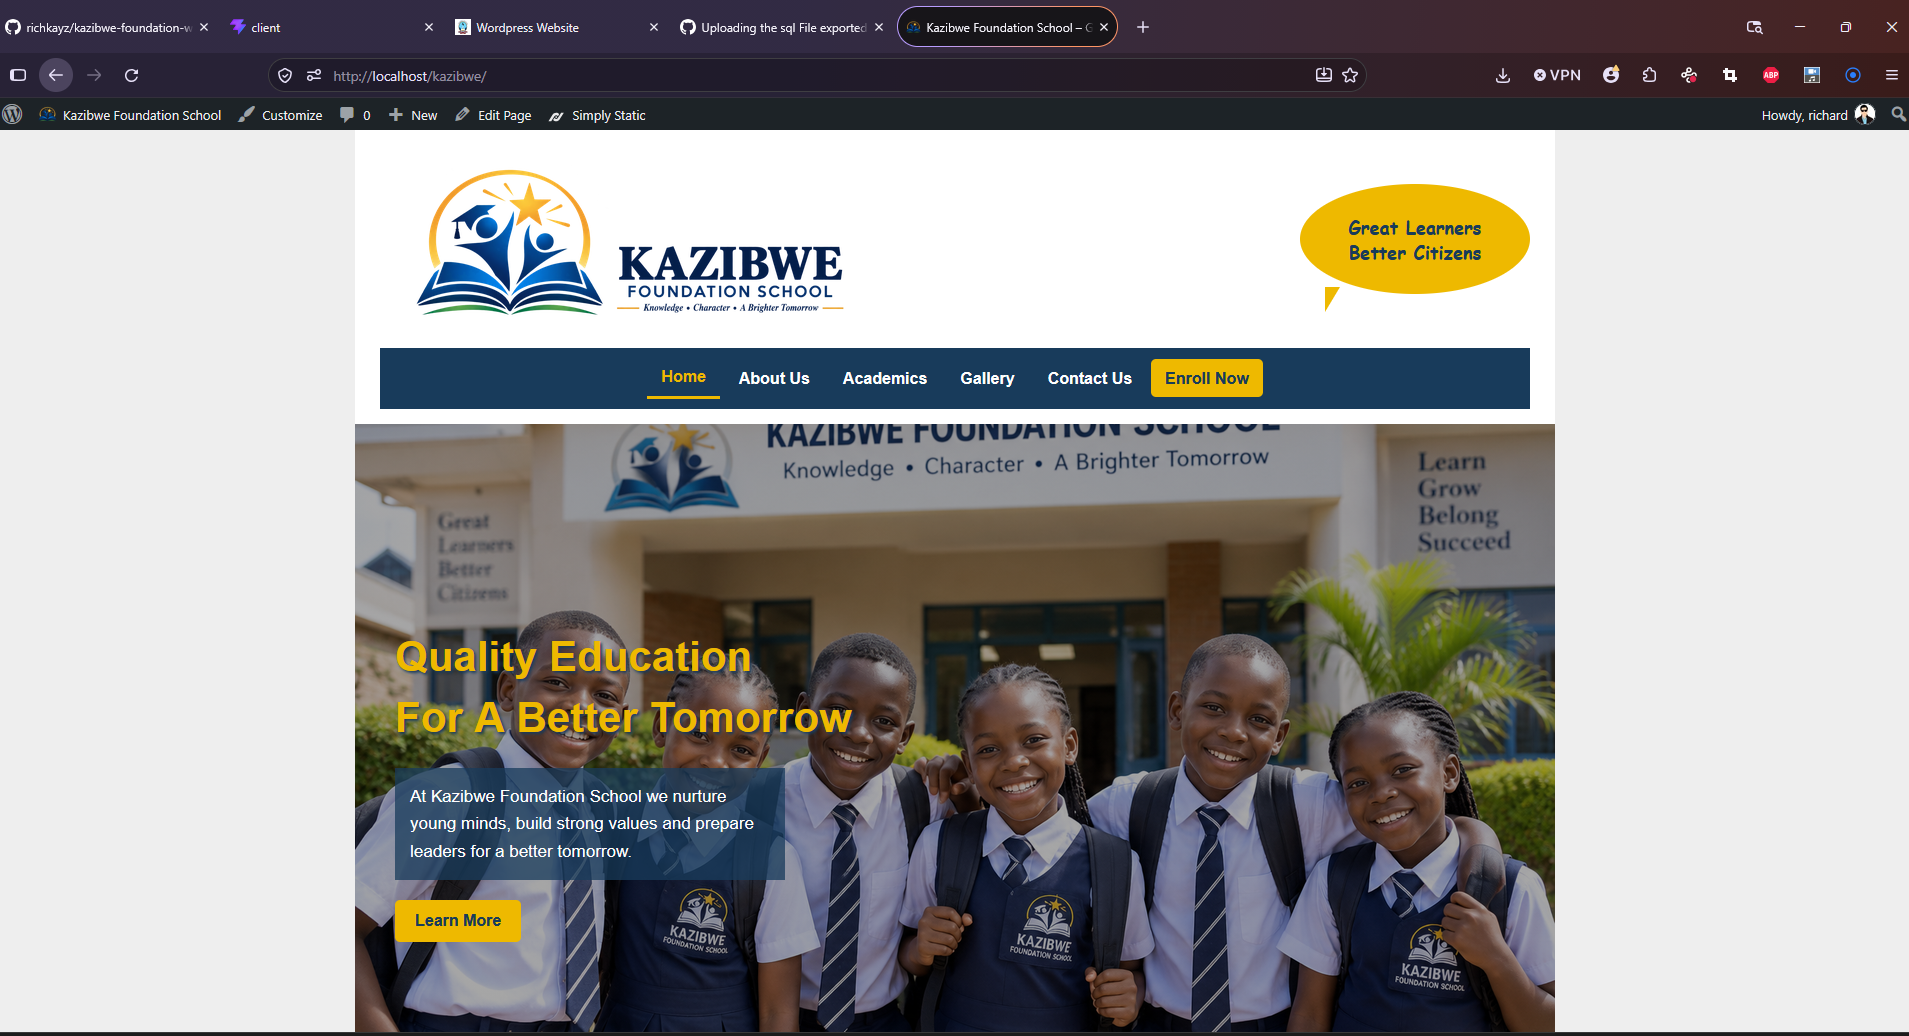 richkayz/kazibwe-foundation-w
client
Wordpress Website
Uploading the sql File exported
Kazibwe Foundation School – G
http://localhost/kazibwe/
VPN
ABP
Kazibwe Foundation School
Customize
0
New
Edit Page
Simply Static
Howdy, richard
KAZIBWE
FOUNDATION SCHOOL
Knowledge • Character • A Brighter Tomorrow
Great Learners
Better Citizens
Home
About Us
Academics
Gallery
Contact Us
Enroll Now
KAZIBWE FOUNDATION SCHOOL
Knowledge • Character • A Brighter Tomorrow
Great
Learners
Better
Citizens
Learn
Grow
Belong
Succeed
Quality Education
For A Better Tomorrow
At Kazibwe Foundation School we nurture
young minds, build strong values and prepare
leaders for a better tomorrow.
Learn More
KAZIBWE
FOUNDATION SCHOOL
KAZIBWE
FOUNDATION SCHOOL
KAZIBWE
FOUNDATION SCHOOL